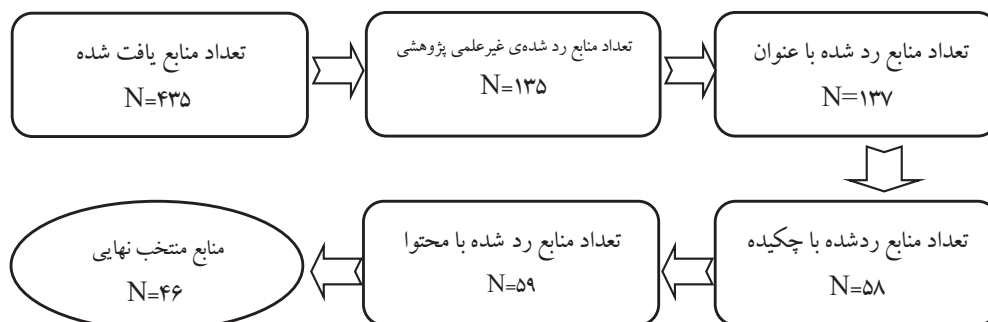 تعداد منابع یافت شده
N=۴۳۵
تعداد منابع رد شده‌ی غیرعلمی پژوهشی
N=۱۳۵
تعداد منابع رد شده با عنوان
N=۱۳۷
تعداد منابع ردشده با چکیده
N=۵۸
تعداد منابع رد شده با محتوا
N=۵۹
منابع منتخب نهایی
N=۴۶